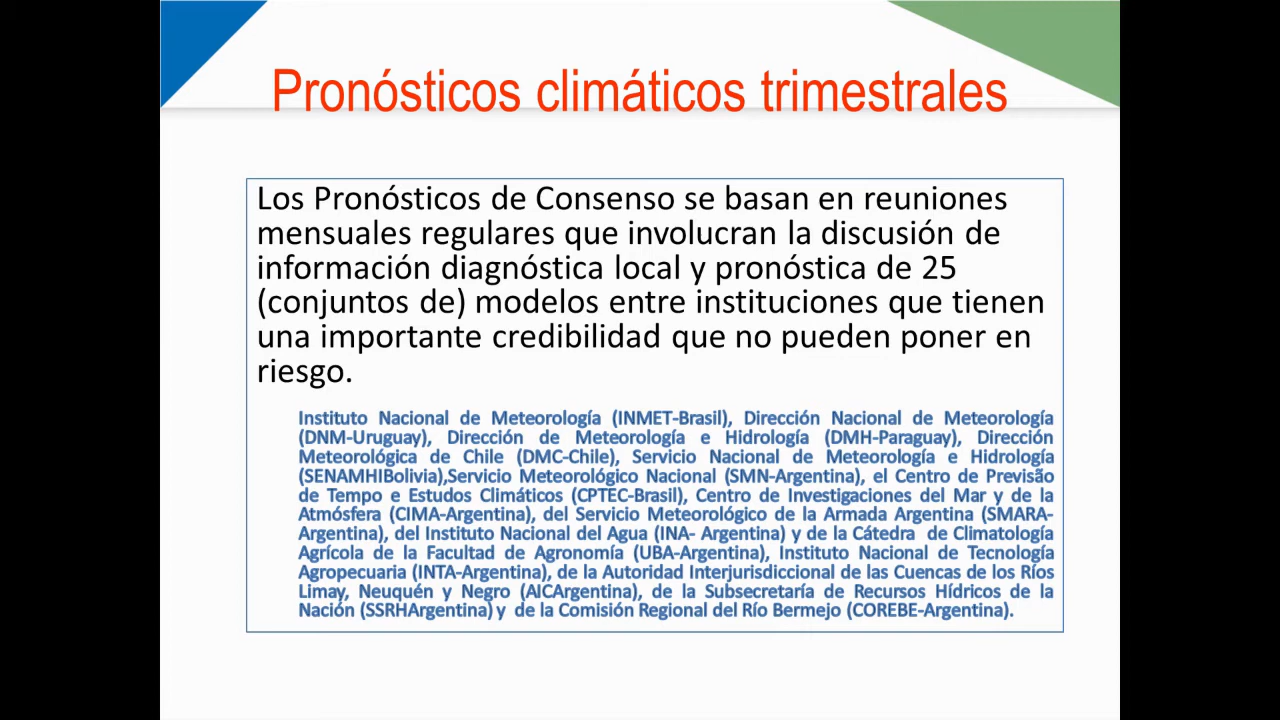 Pronósticos climáticos trimestrales
Los Pronósticos de Consenso se basan en reuniones
mensuales regulares que involucran la discusión de
información diagnóstica local y pronóstica de 25
(conjuntos de) modelos entre instituciones que tienen
una importante credibilidad que no pueden poner en
riesgo.
Instituto Nacional de Meteorología (INMET-Brasil), Dirección Nacional de Meteorología
(DNM-Uruguay), Dirección de Meteorología e Hidrología (DMH-Paraguay), Dirección
Meteorológica de Chile (DMC-Chile), Servicio Nacional de Meteorología e Hidrología
(SENAMHIBolivia),Servicio Meteorológico Nacional (SMN-Argentina), el Centro de Previsão
de Tempo e Estudos Climáticos (CPTEC-Brasil), Centro de Investigaciones del Mar y de la
Atmósfera (CIMA-Argentina), del Servicio Meteorológico de la Armada Argentina (SMARA-
Argentina), del Instituto Nacional del Agua (INA- Argentina) y de la Cátedra de Climatología
Agrícola de la Facultad de Agronomía (UBA-Argentina), Instituto Nacional de Tecnología
Agropecuaria (INTA-Argentina), de la Autoridad Interjurisdiccional de las Cuencas de los Ríos
Limay, Neuquén y Negro (AICArgentina), de la Subsecretaría de Recursos Hídricos de la
Nación (SSRHArgentina) y de la Comisión Regional del Río Bermejo (COREBE-Argentina).